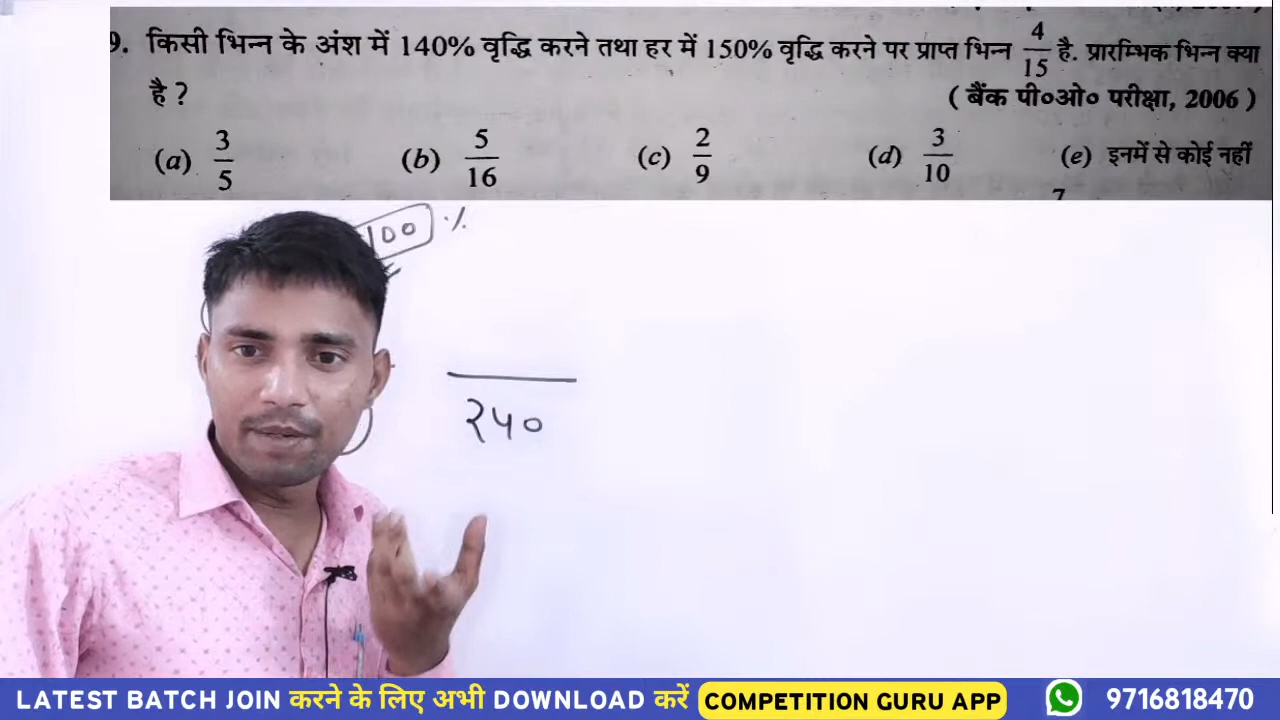 9. किसी भिन्न के अंश में 140% वृद्धि करने तथा हर में 150% वृद्धि करने पर प्राप्त भिन्न 4/15 है. प्रारम्भिक भिन्न क्या
है ? ( बैंक पी०ओ० परीक्षा, 2006 )
(a) 3/5 (b) 5/16 (c) 2/9 (d) 3/10 (e) इनमें से कोई नहीं
7
100 %
२५०
LATEST BATCH JOIN करने के लिए अभी DOWNLOAD करें COMPETITION GURU APP 9716818470